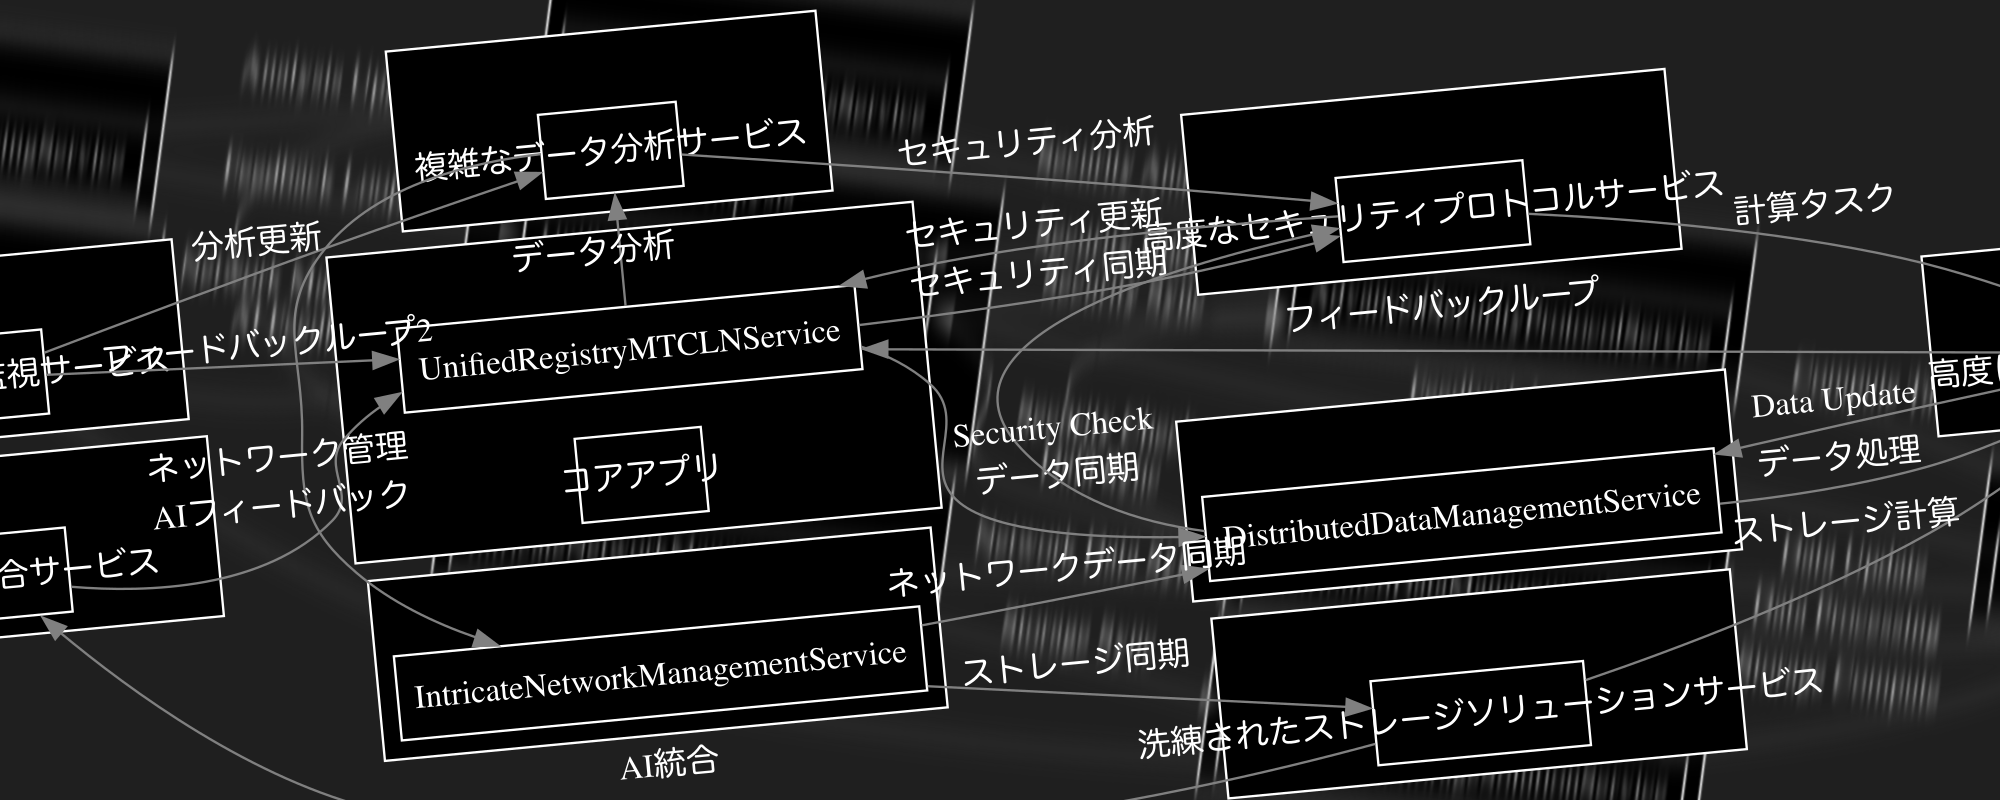 複雑なデータ分析サービス
セキュリティ分析
計算タスク
分析更新
データ分析
セキュリティ更新
高度なセキュリティプロトコルサービス
セキュリティ同期
フィードバックループ
フィードバックループ2
監視サービス
UnifiedRegistryMTCLNService
高度
Data Update
Security Check
データ同期
データ処理
ネットワーク管理
AIフィードバック
コアアプリ
DistributedDataManagementService
ストレージ計算
合サービス
ネットワークデータ同期
IntricateNetworkManagementService
ストレージ同期
洗練されたストレージソリューションサービス
AI統合